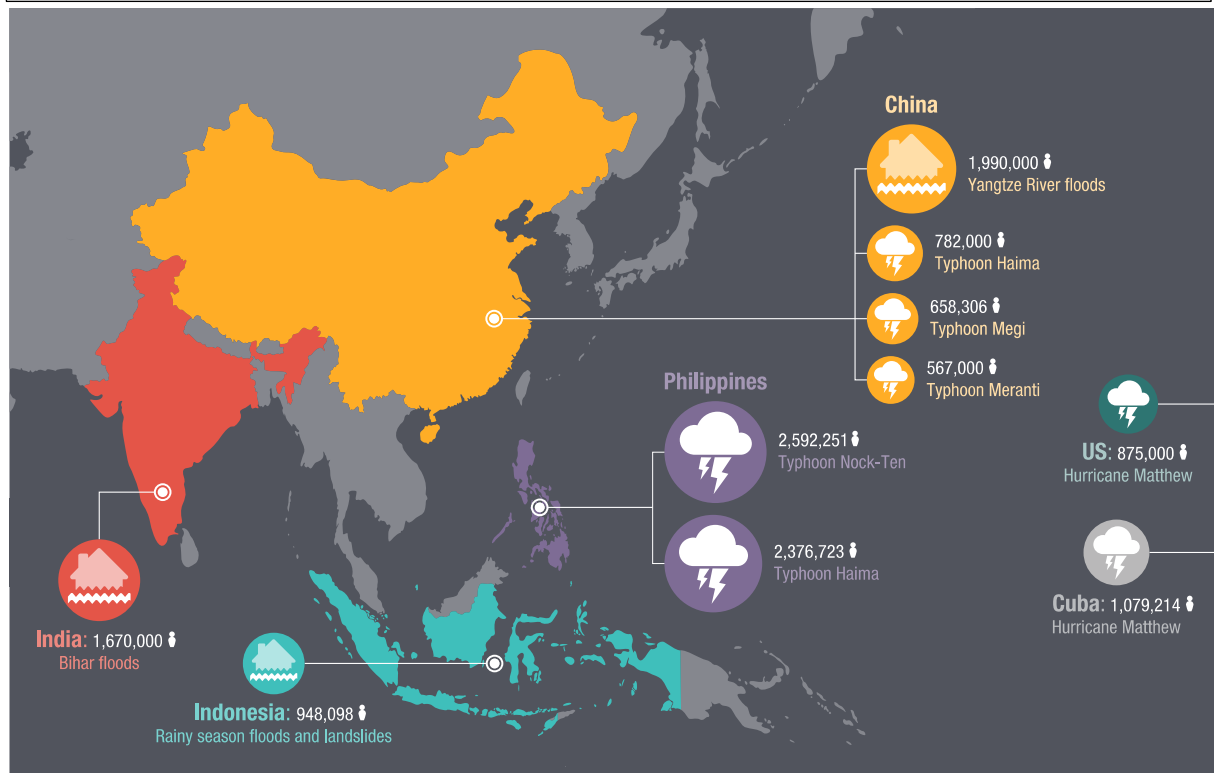 China
1,990,000
Yangtze River floods
782,000
Typhoon Haima
658,306
Typhoon Megi
567,000
Typhoon Meranti
Philippines
2,592,251
Typhoon Nock-Ten
2,376,723
Typhoon Haima
US: 875,000
Hurricane Matthew
Cuba: 1,079,214
Hurricane Matthew
India: 1,670,000
Bihar floods
Indonesia: 948,098
Rainy season floods and landslides